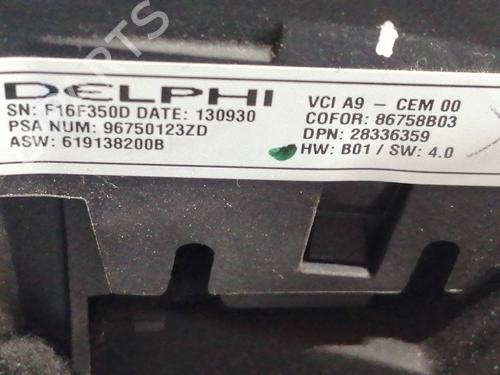 DELPHI
SN: F16F350D DATE: 130930
PSA NUM: 96750123ZD
ASW: 619138200B
VCI A9 - CEM 00
COFOR: 86758B03
DPN: 28336359
HW: B01 / SW: 4.0